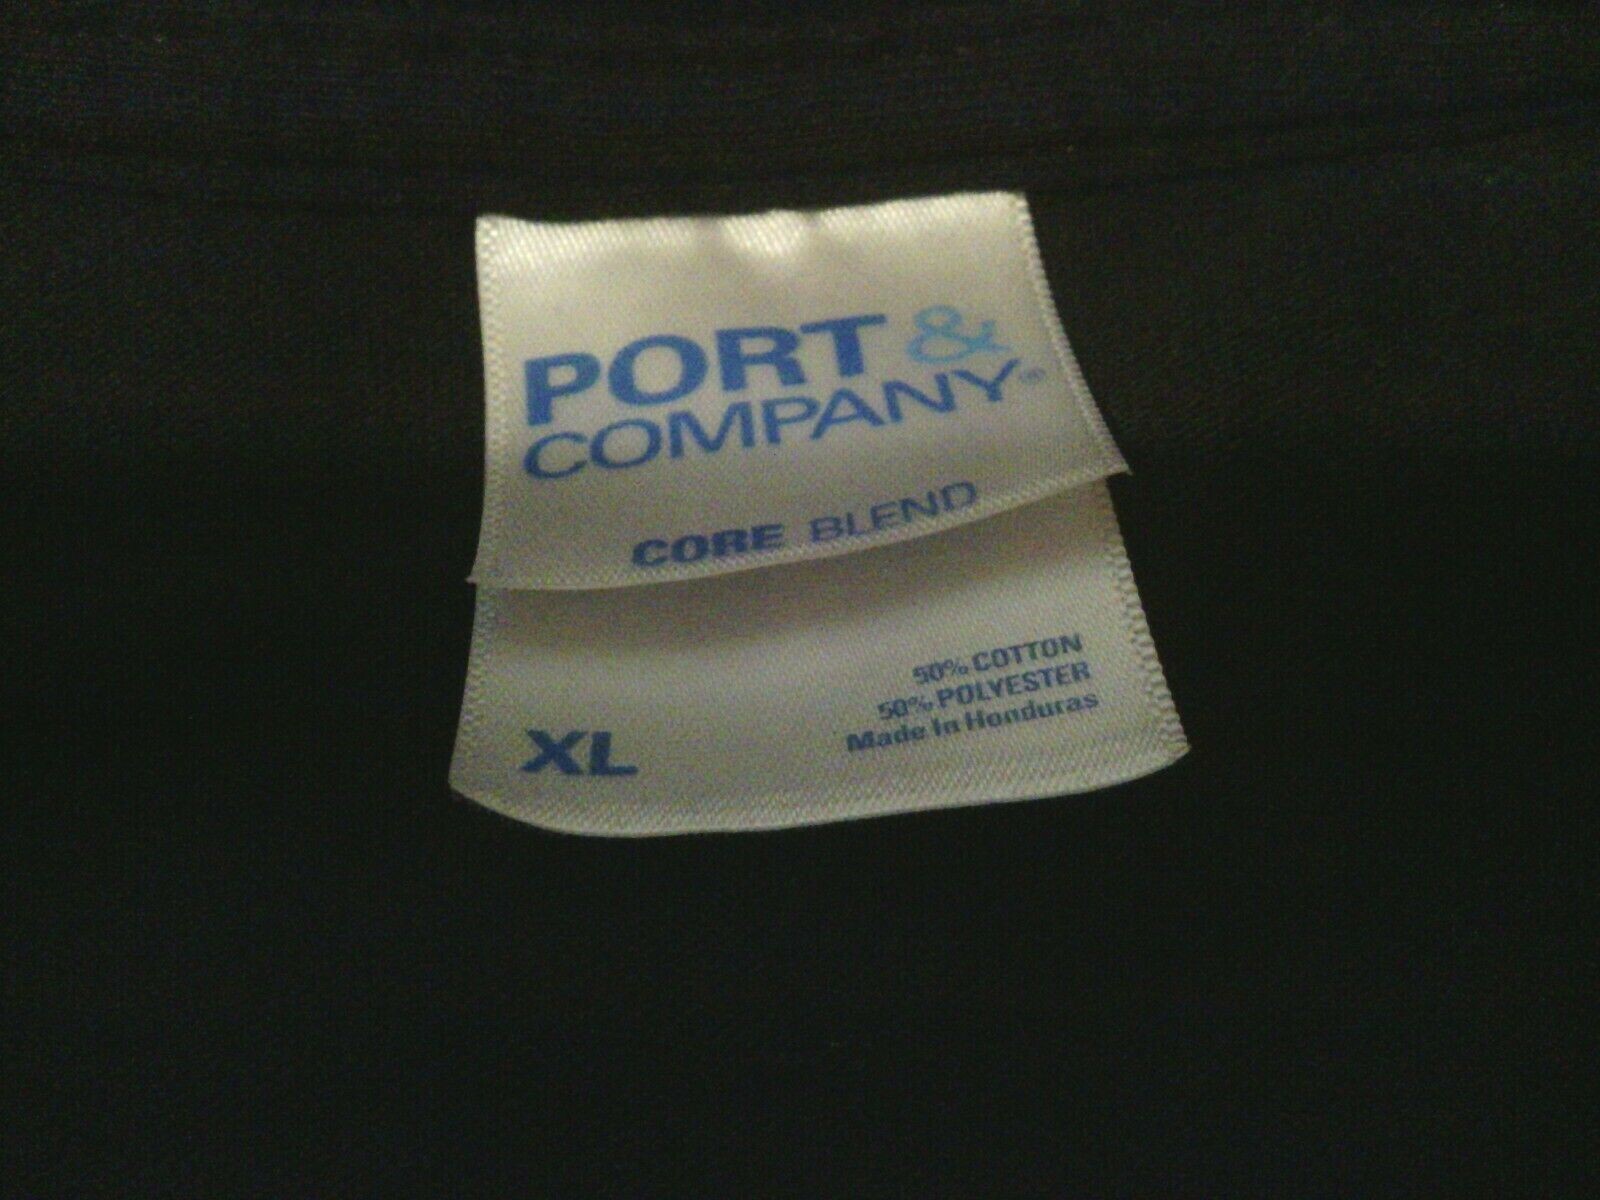 PORT &
COMPANY®
CORE BLEND
50% COTTON
50% POLYESTER
Made In Honduras
XL